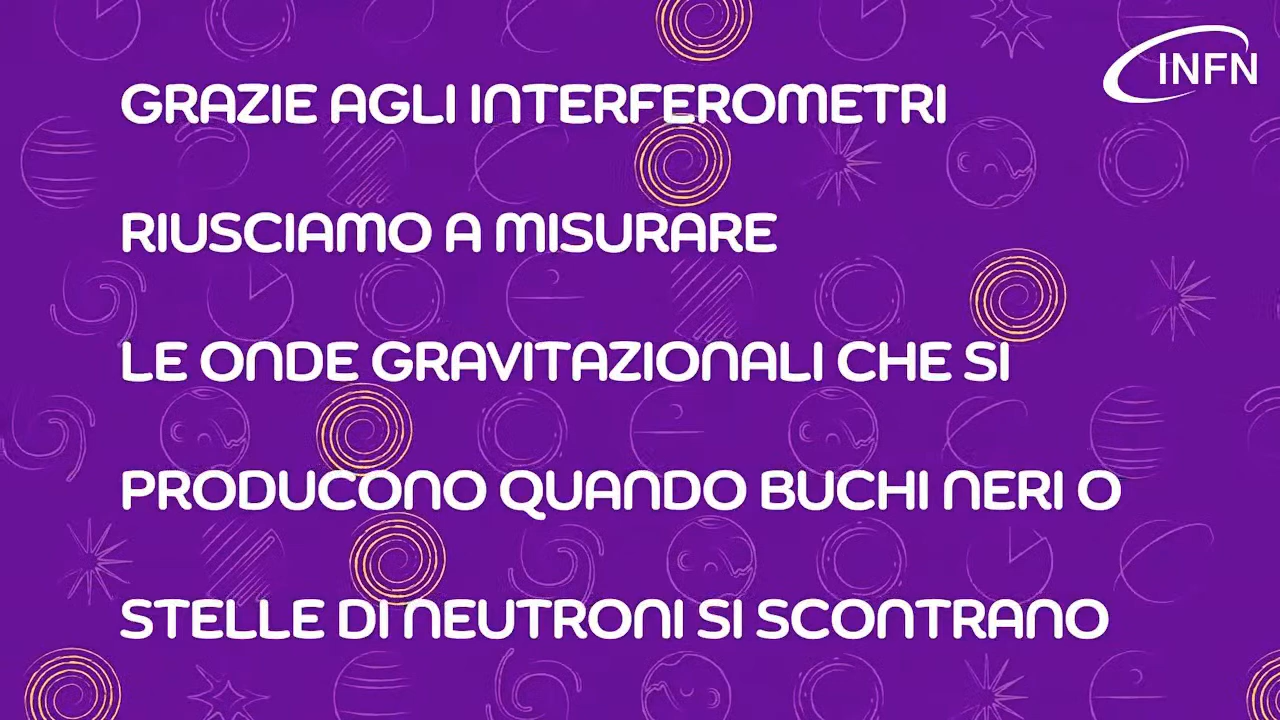 INFN
GRAZIE AGLI INTERFEROMETRI
RIUSCIAMO A MISURARE
LE ONDE GRAVITAZIONALI CHE SI
PRODUCONO QUANDO BUCHI NERI O
STELLE DI NEUTRONI SI SCONTRANO